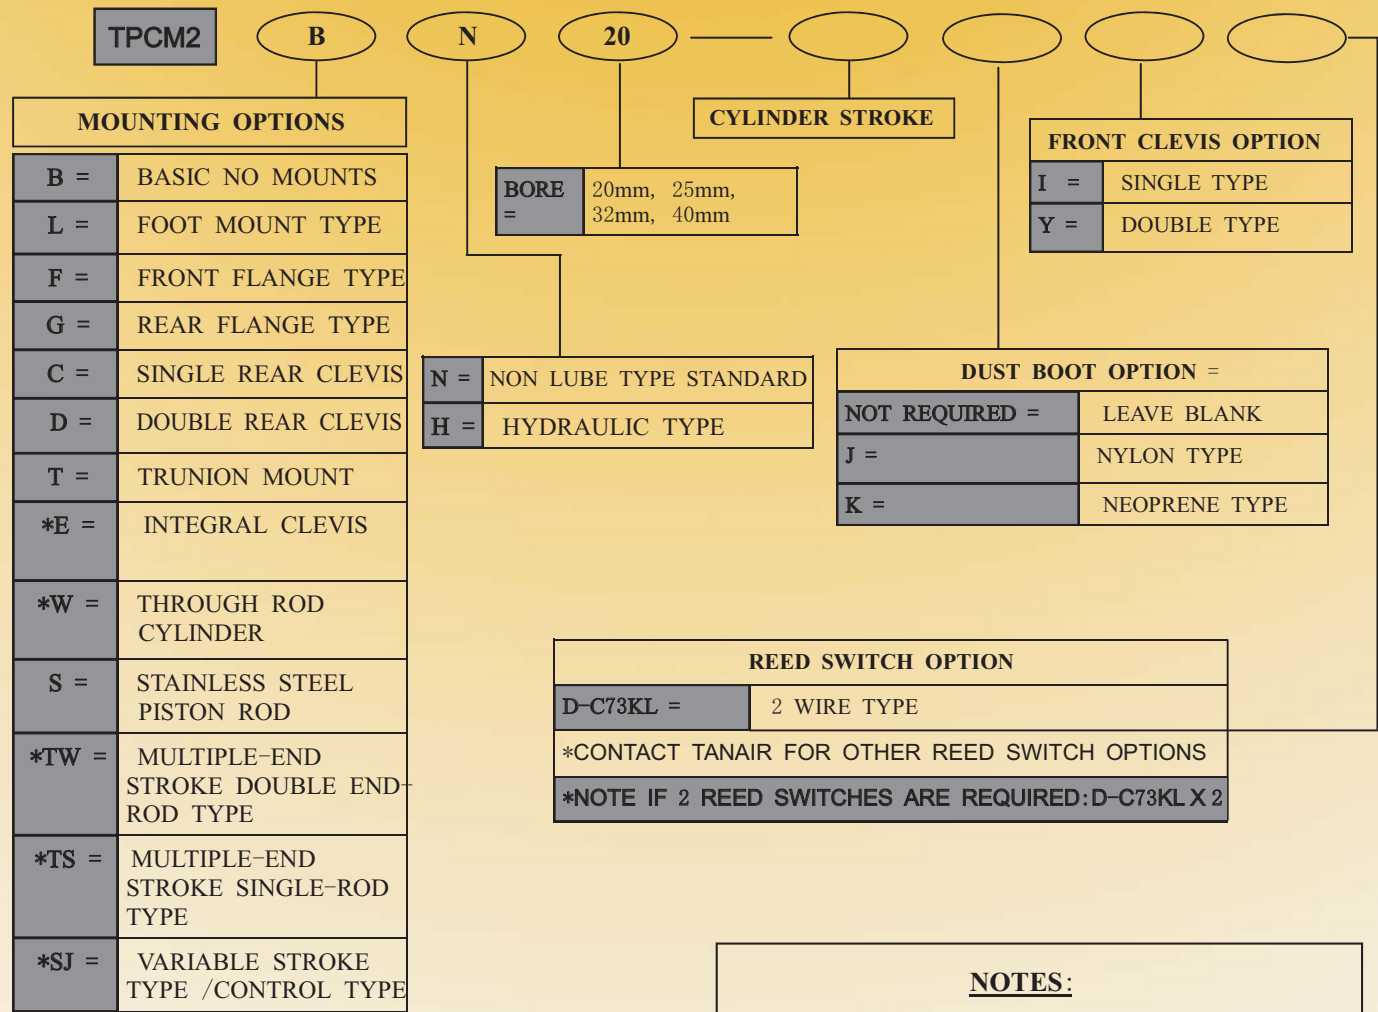 TPCM2 B N 20
MOUNTING OPTIONS
B = BASIC NO MOUNTS
L = FOOT MOUNT TYPE
F = FRONT FLANGE TYPE
G = REAR FLANGE TYPE
C = SINGLE REAR CLEVIS
D = DOUBLE REAR CLEVIS
T = TRUNION MOUNT
*E = INTEGRAL CLEVIS
*W = THROUGH ROD
CYLINDER
S = STAINLESS STEEL
PISTON ROD
*TW = MULTIPLE-END
STROKE DOUBLE END-
ROD TYPE
*TS = MULTIPLE-END
STROKE SINGLE-ROD
TYPE
*SJ = VARIABLE STROKE
TYPE /CONTROL TYPE
BORE 20mm, 25mm,
= 32mm, 40mm
N = NON LUBE TYPE STANDARD
H = HYDRAULIC TYPE
CYLINDER STROKE
FRONT CLEVIS OPTION
I = SINGLE TYPE
Y = DOUBLE TYPE
DUST BOOT OPTION =
NOT REQUIRED = LEAVE BLANK
J = NYLON TYPE
K = NEOPRENE TYPE
REED SWITCH OPTION
D-C73KL = 2 WIRE TYPE
*CONTACT TANAIR FOR OTHER REED SWITCH OPTIONS
*NOTE IF 2 REED SWITCHES ARE REQUIRED:D-C73KL X 2
NOTES: